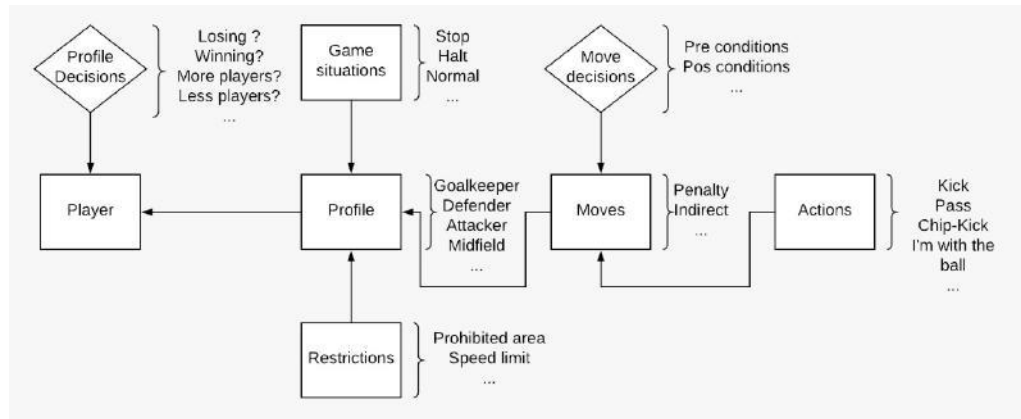 Profile
Decisions
Losing ?
Winning?
More players?
Less players?
...
Game
situations
Stop
Halt
Normal
...
Move
decisions
Pre conditions
Pos conditions
...
Player
Profile
Goalkeeper
Defender
Attacker
Midfield
...
Moves
Penalty
Indirect
...
Actions
Kick
Pass
Chip-Kick
I'm with the
ball
...
Restrictions
Prohibited area
Speed limit
...